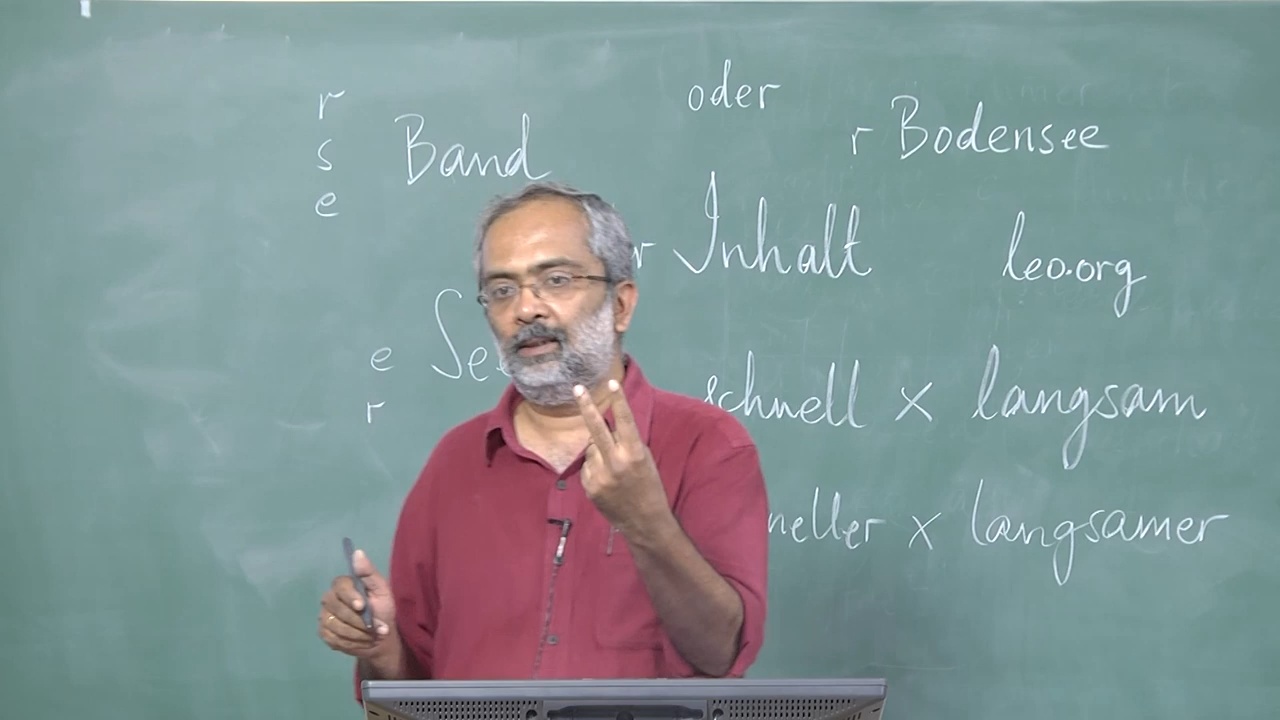 oder
r
s Band
e
r Bodensee
r Inhalt
leo.org
e
r
schnell x langsam
neller x langsamer